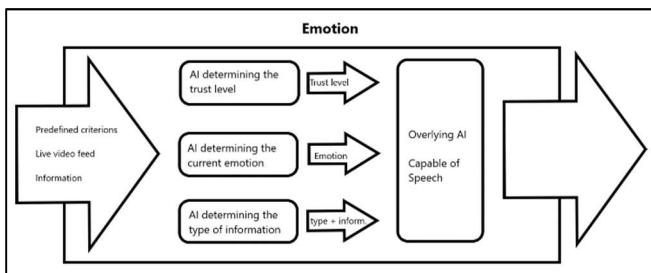 Emotion
Predefined criterions
Live video feed
Information
AI determining the
trust level
Trust level
AI determining the
current emotion
Emotion
AI determining the
type of information
type + inform.
Overlying AI
Capable of
Speech